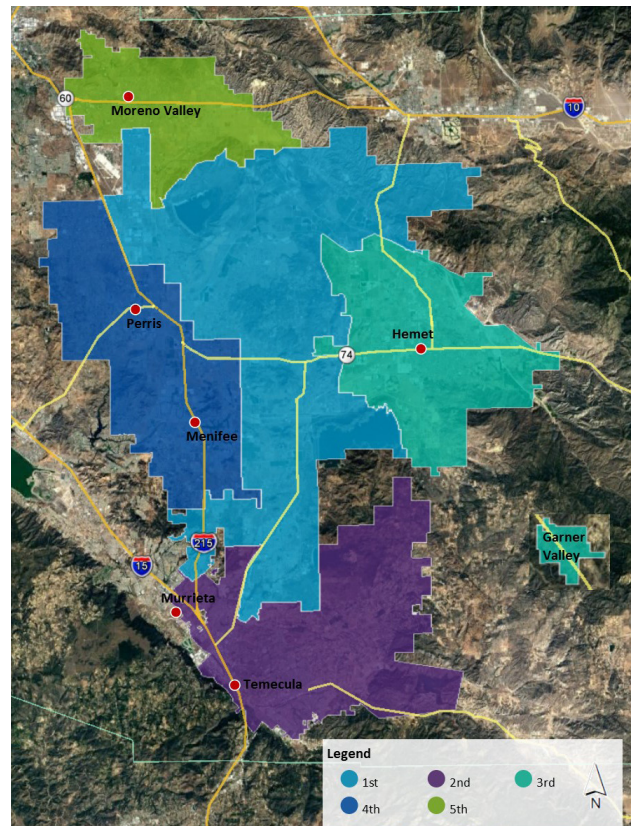 60
Moreno Valley
10
Perris
Hemet
74
Menifee
Garner
Valley
215
15
Murrieta
Temecula
Legend
1st
2nd
3rd
4th
5th
N